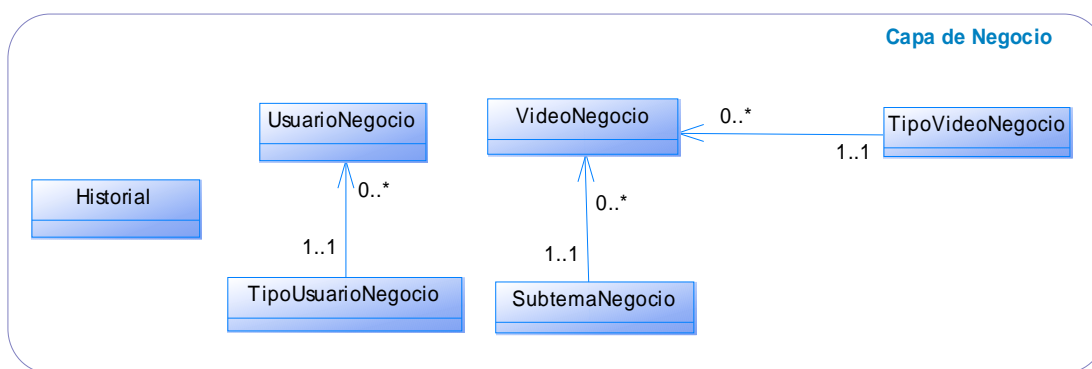 Capa de Negocio
UsuarioNegocio
VideoNegocio
TipoVideoNegocio
0..*
1..1
Historial
0..*
0..*
1..1
1..1
TipoUsuarioNegocio
SubtemaNegocio